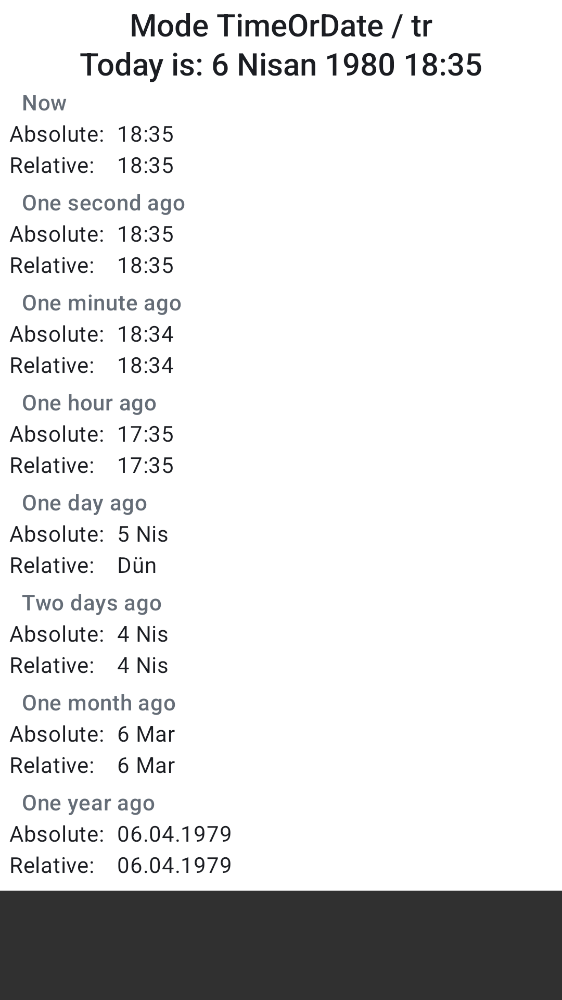 Mode TimeOrDate / tr
Today is: 6 Nisan 1980 18:35
Now
Absolute: 18:35
Relative: 18:35
One second ago
Absolute: 18:35
Relative: 18:35
One minute ago
Absolute: 18:34
Relative: 18:34
One hour ago
Absolute: 17:35
Relative: 17:35
One day ago
Absolute: 5 Nis
Relative: Dün
Two days ago
Absolute: 4 Nis
Relative: 4 Nis
One month ago
Absolute: 6 Mar
Relative: 6 Mar
One year ago
Absolute: 06.04.1979
Relative: 06.04.1979